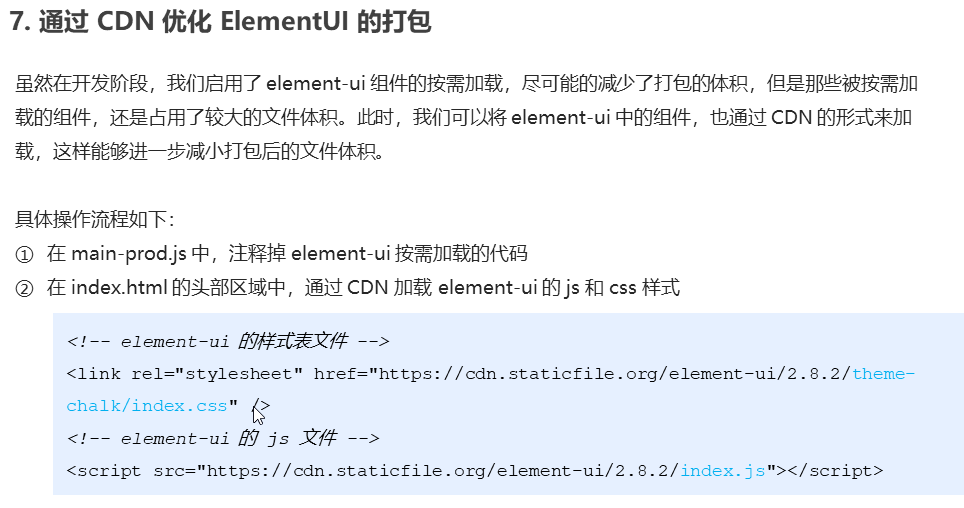 7. 通过 CDN 优化 ElementUI 的打包
虽然在开发阶段，我们启用了 element-ui 组件的按需加载，尽可能的减少了打包的体积，但是那些被按需加
载的组件，还是占用了较大的文件体积。此时，我们可以将 element-ui 中的组件，也通过 CDN 的形式来加
载，这样能够进一步减小打包后的文件体积。
具体操作流程如下：
① 在 main-prod.js 中，注释掉 element-ui 按需加载的代码
② 在 index.html 的头部区域中，通过 CDN 加载 element-ui 的 js 和 css 样式
<!-- element-ui 的样式表文件 -->
<link rel="stylesheet" href="https://cdn.staticfile.org/element-ui/2.8.2/theme-
chalk/index.css" />
<!-- element-ui 的 js 文件 -->
<script src="https://cdn.staticfile.org/element-ui/2.8.2/index.js"></script>